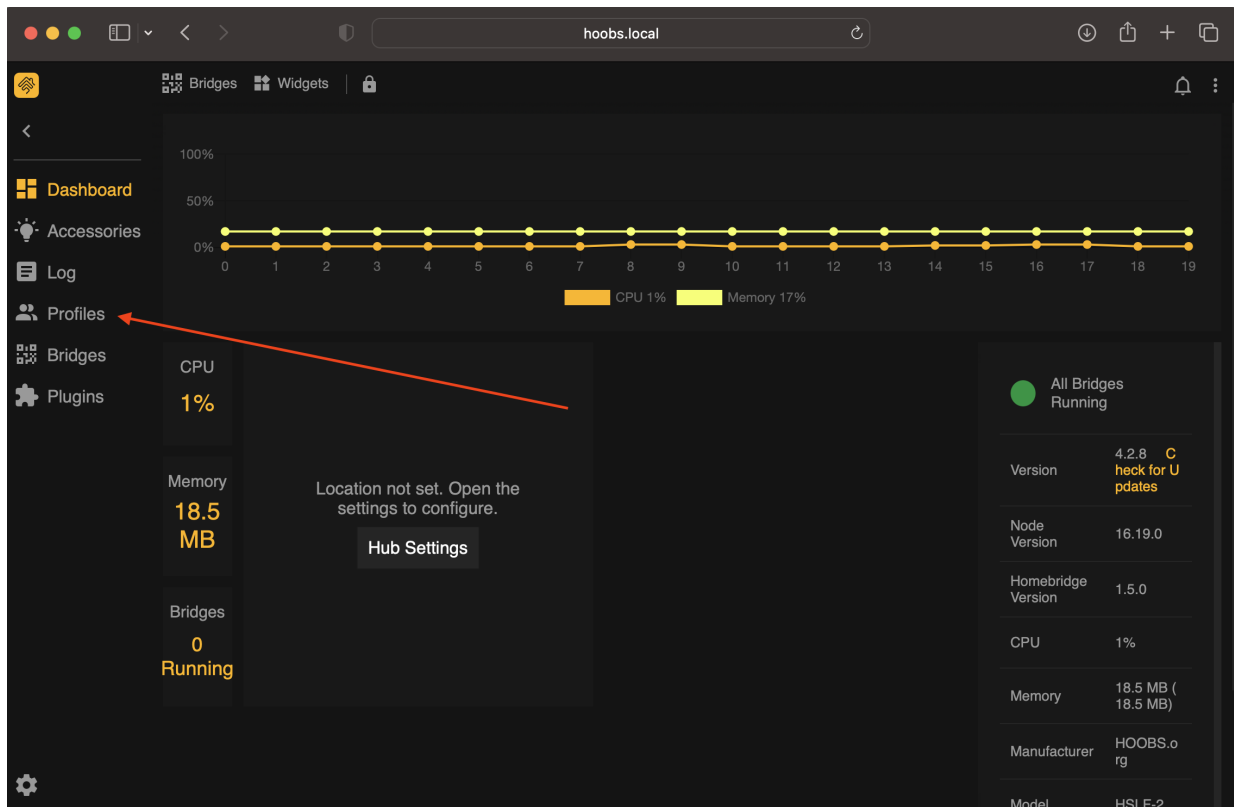 hoobs.local
Bridges Widgets
Dashboard
Accessories
Log
Profiles
Bridges
Plugins
100%
50%
0%
0 1 2 3 4 5 6 7 8 9 10 11 12 13 14 15 16 17 18 19
CPU 1% Memory 17%
CPU
1%
Memory
18.5
MB
Bridges
0
Running
Location not set. Open the
settings to configure.
Hub Settings
All Bridges
Running
Version
4.2.8 C
heck for U
pdates
Node
Version
16.19.0
Homebridge
Version
1.5.0
CPU
1%
Memory
18.5 MB (
18.5 MB)
Manufacturer
HOOBS.o
rg
Model
HSLF-2